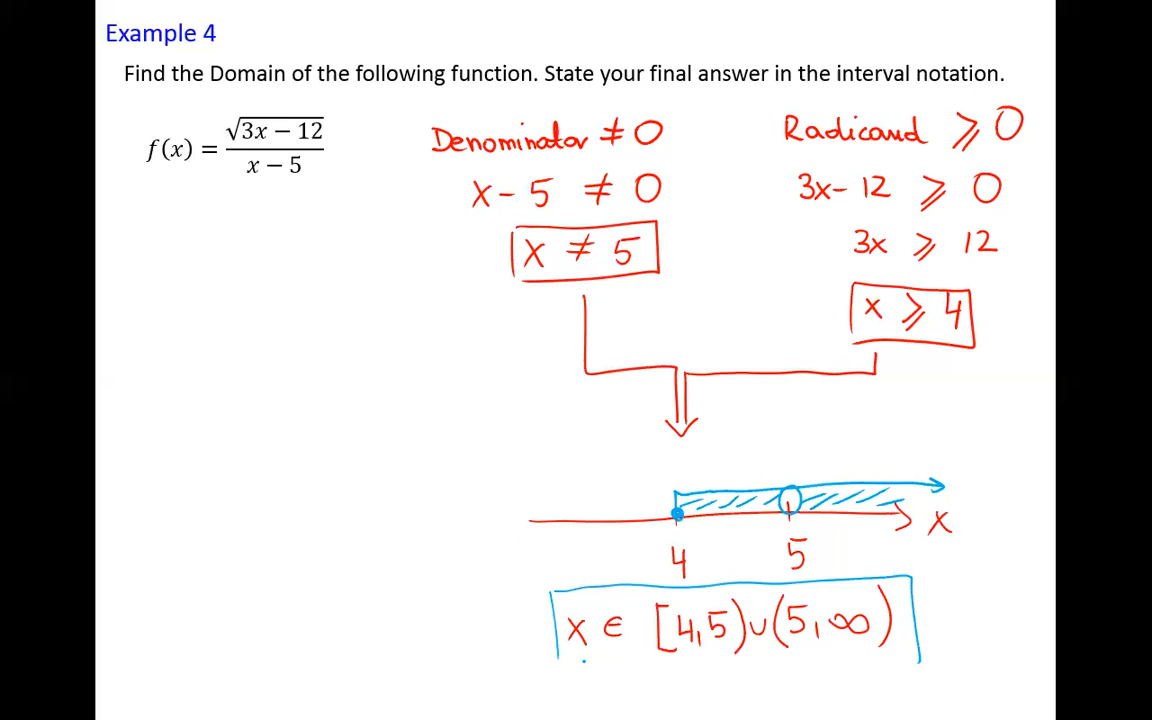 Example 4
Find the Domain of the following function. State your final answer in the interval notation.
f(x) = √(3x − 12) / (x − 5)
Denominator ≠ 0
x - 5 ≠ 0
x ≠ 5
Radicand ⩾ 0
3x - 12 ⩾ 0
3x ⩾ 12
x ⩾ 4
x
4 5
x ∈ [4,5)∪(5,∞)